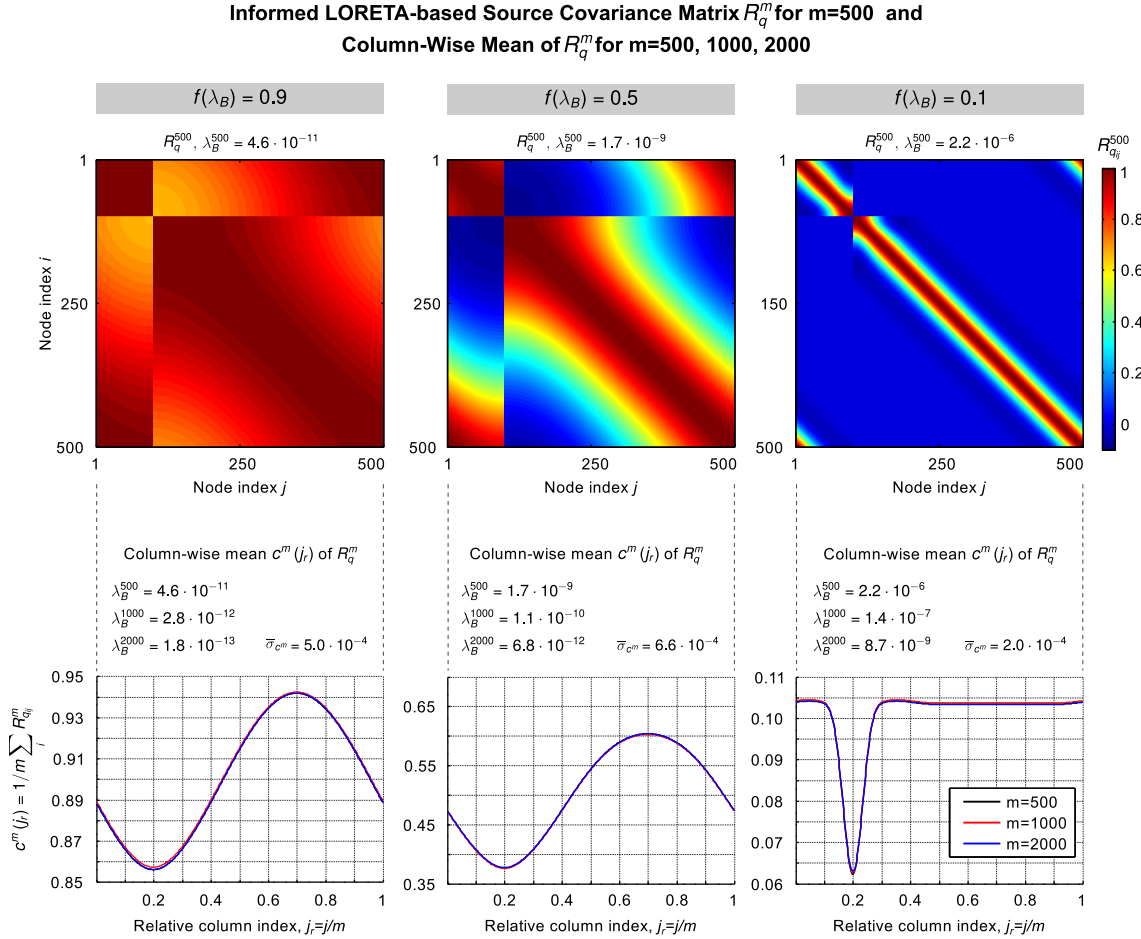 Informed LORETA-based Source Covariance Matrix R_q^m for m=500 and
Column-Wise Mean of R_q^m for m=500, 1000, 2000
f(λ_B) = 0.9
f(λ_B) = 0.5
f(λ_B) = 0.1
R_q^500, λ_B^500 = 4.6 · 10^−11
R_q^500, λ_B^500 = 1.7 · 10^−9
R_q^500, λ_B^500 = 2.2 · 10^−6
R_{q_ij}^500
1
250
500
Node index i
1 250 500
Node index j
1
250
500
1 250 500
Node index j
1
150
500
1 250 500
Node index j
1
0.8
0.6
0.4
0.2
0
Column-wise mean c^m(j_r) of R_q^m
λ_B^500 = 4.6 · 10^−11
λ_B^1000 = 2.8 · 10^−12
λ_B^2000 = 1.8 · 10^−13 σ̅_{c^m} = 5.0 · 10^−4
Column-wise mean c^m(j_r) of R_q^m
λ_B^500 = 1.7 · 10^−9
λ_B^1000 = 1.1 · 10^−10
λ_B^2000 = 6.8 · 10^−12 σ̅_{c^m} = 6.6 · 10^−4
Column-wise mean c^m(j_r) of R_q^m
λ_B^500 = 2.2 · 10^−6
λ_B^1000 = 1.4 · 10^−7
λ_B^2000 = 8.7 · 10^−9 σ̅_{c^m} = 2.0 · 10^−4
c^m(j_r) = 1/m ∑_i R_{q_ij}^m
0.95
0.93
0.91
0.89
0.87
0.85
0 0.2 0.4 0.6 0.8 1
Relative column index, j_r=j/m
0.65
0.55
0.45
0.35
0 0.2 0.4 0.6 0.8 1
Relative column index, j_r=j/m
0.11
0.10
0.09
0.08
0.07
0.06
0 0.2 0.4 0.6 0.8 1
Relative column index, j_r=j/m
m=500
m=1000
m=2000